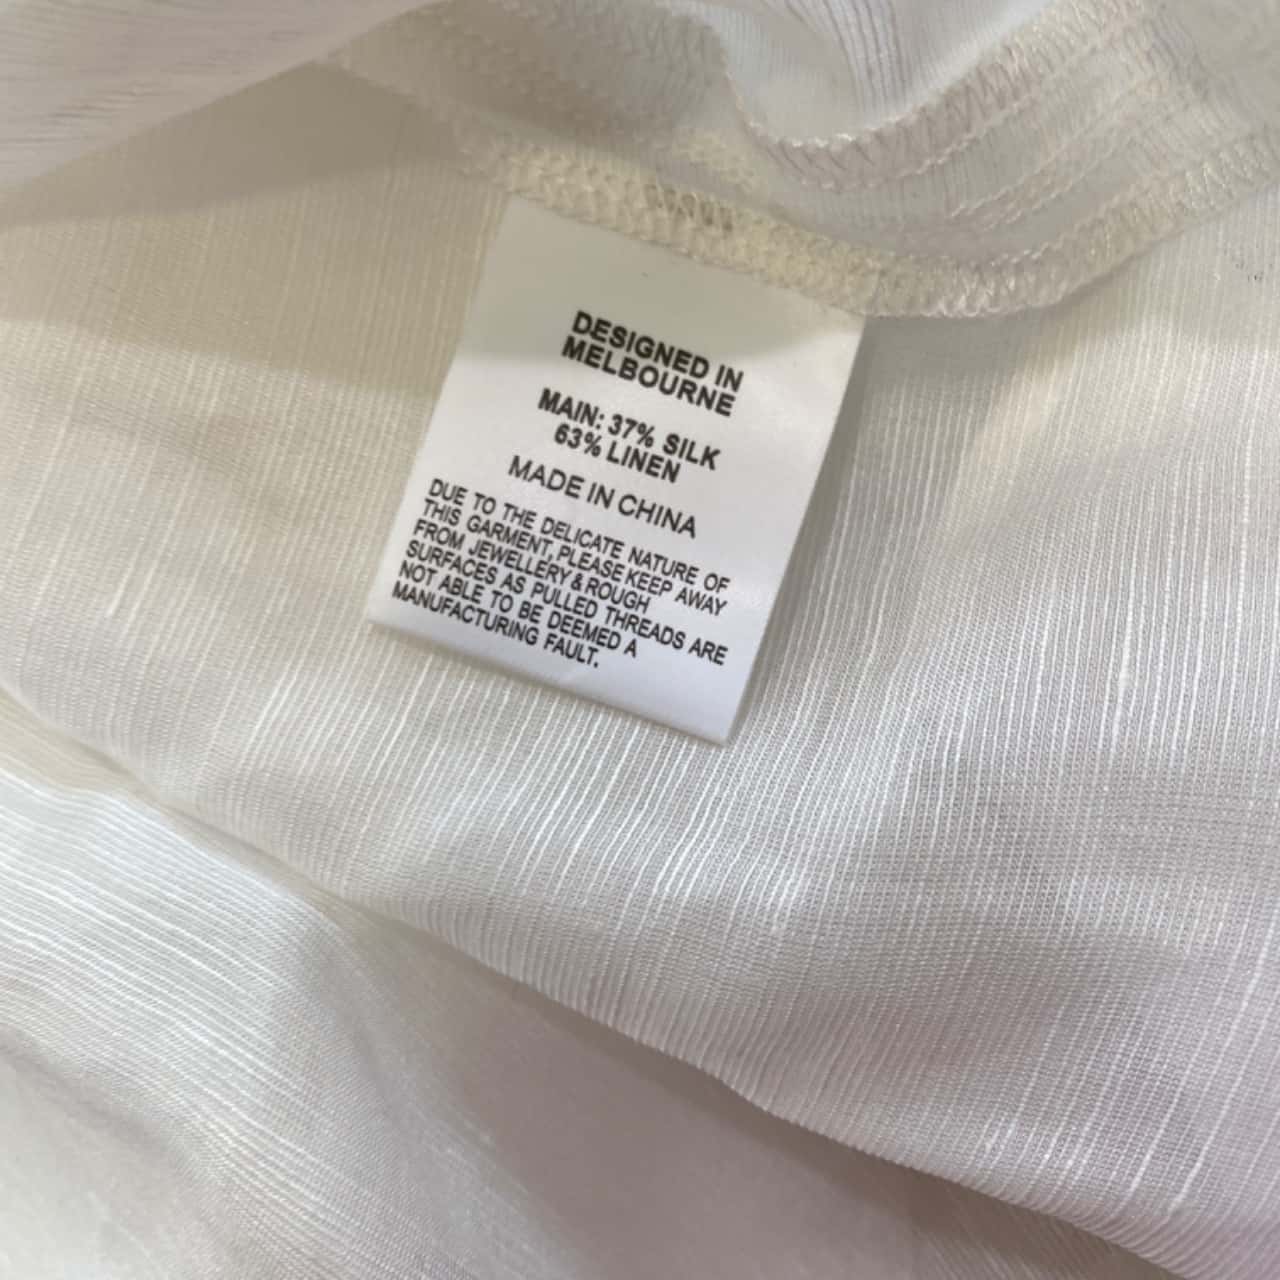 DESIGNED IN
MELBOURNE
MAIN: 37% SILK
63% LINEN
MADE IN CHINA
DUE TO THE DELICATE NATURE OF
THIS GARMENT, PLEASE KEEP AWAY
FROM JEWELLERY & ROUGH
SURFACES AS PULLED THREADS ARE
NOT ABLE TO BE DEEMED A
MANUFACTURING FAULT.